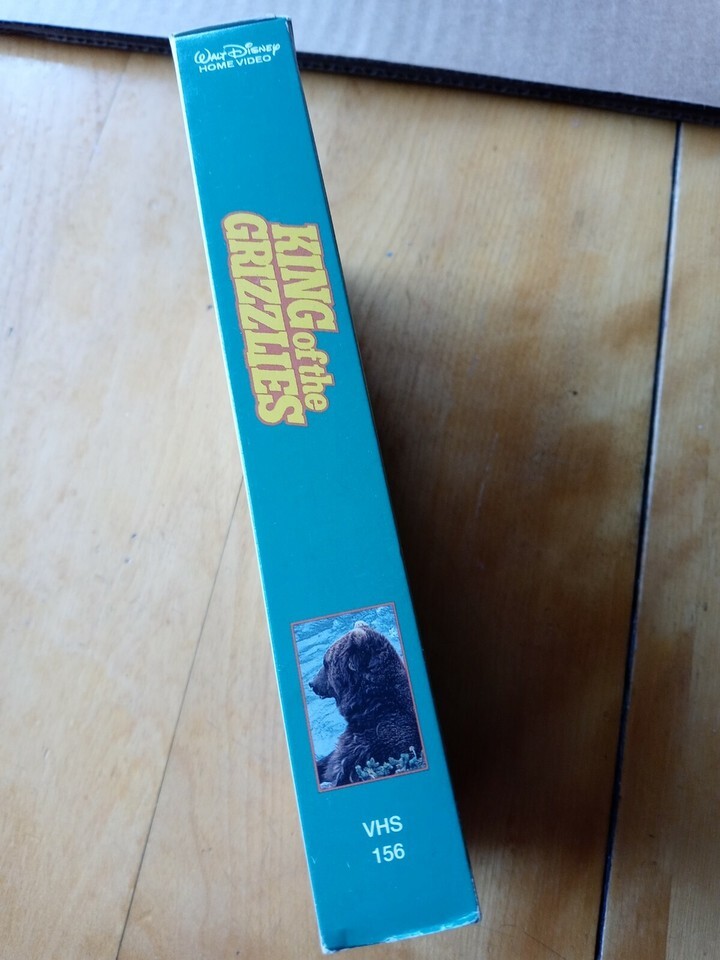 Walt Disney
HOME VIDEO
KING of the
GRIZZLIES
VHS
156